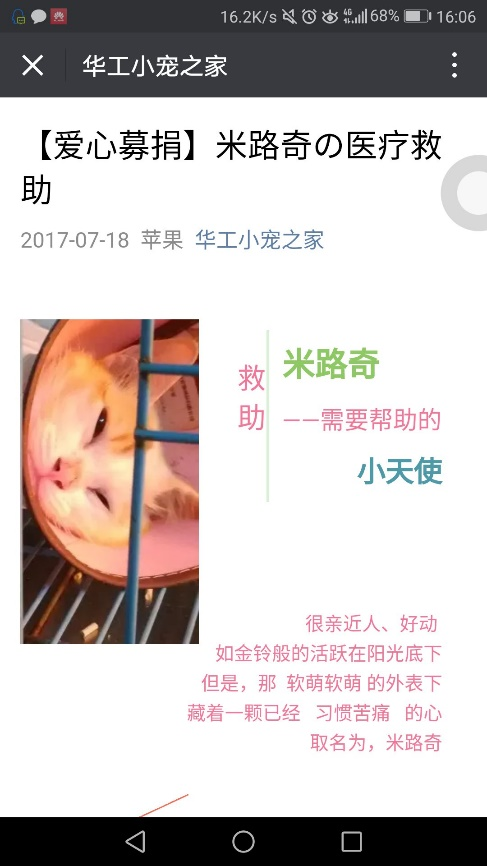 16.2K/s 4G 68% 16:06
华工小宠之家
【爱心募捐】米路奇の医疗救
助
2017-07-18 苹果 华工小宠之家
救助
米路奇
——需要帮助的
小天使
很亲近人、好动
如金铃般的活跃在阳光底下
但是，那 软萌软萌 的外表下
藏着一颗已经 习惯苦痛 的心
取名为，米路奇